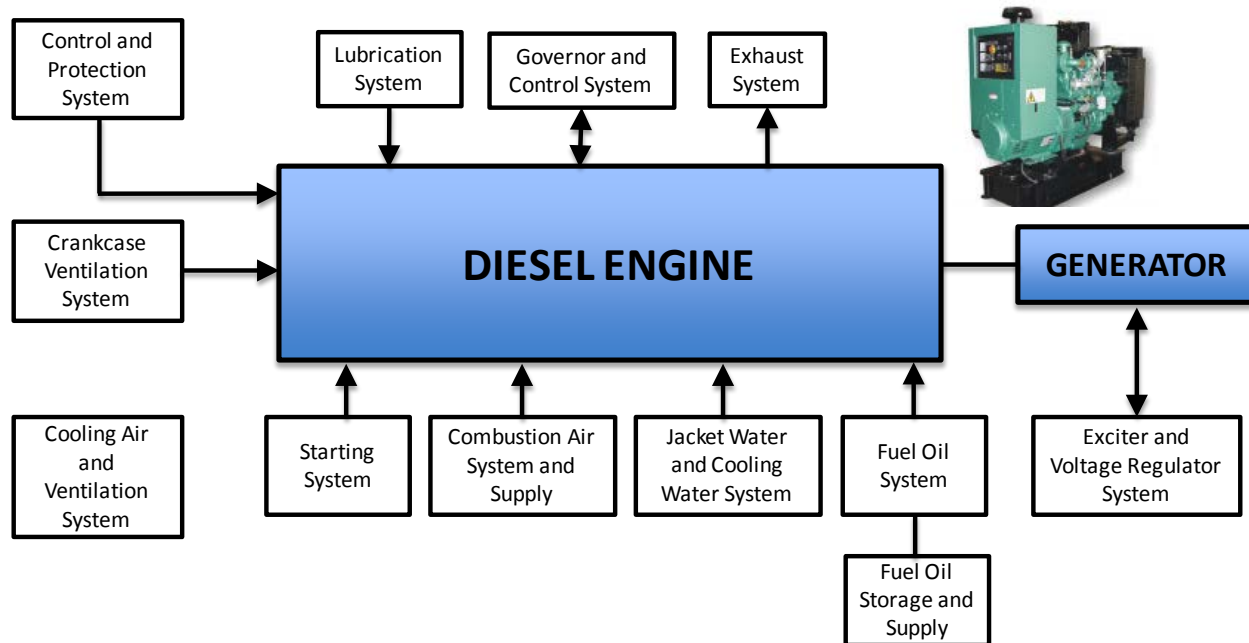 Control and
Protection
System
Lubrication
System
Governor and
Control System
Exhaust
System
Crankcase
Ventilation
System
DIESEL ENGINE
GENERATOR
Cooling Air
and
Ventilation
System
Starting
System
Combustion Air
System and
Supply
Jacket Water
and Cooling
Water System
Fuel Oil
System
Exciter and
Voltage Regulator
System
Fuel Oil
Storage and
Supply